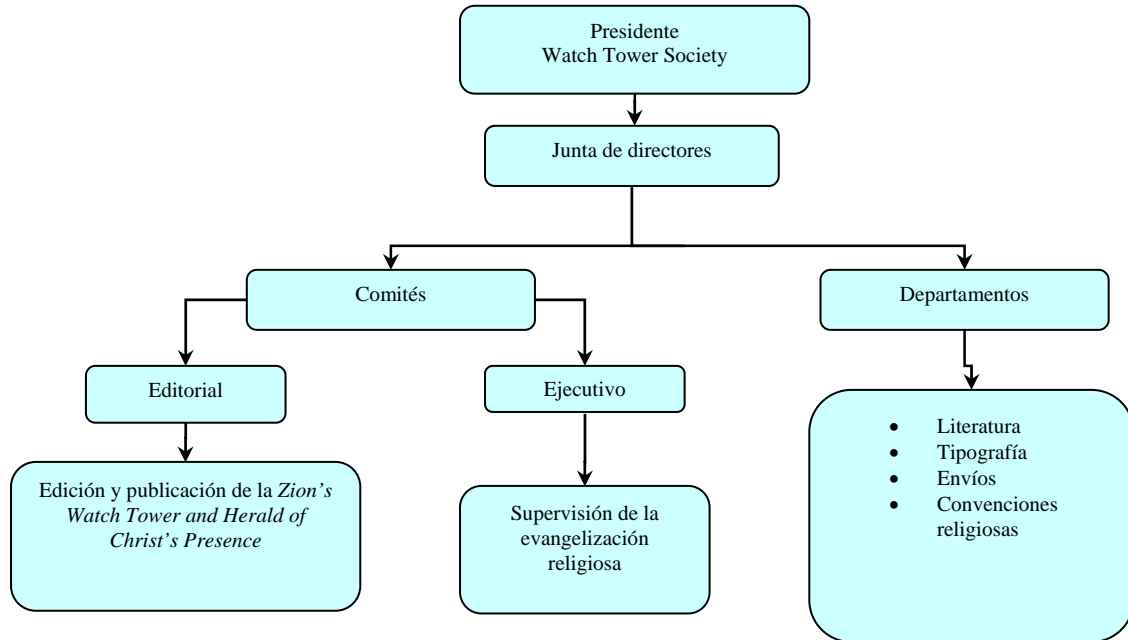 Presidente
Watch Tower Society
Junta de directores
Comités
Departamentos
Editorial
Ejecutivo
Edición y publicación de la Zion’s
Watch Tower and Herald of
Christ’s Presence
Supervisión de la
evangelización
religiosa
• Literatura
• Tipografía
• Envíos
• Convenciones
religiosas